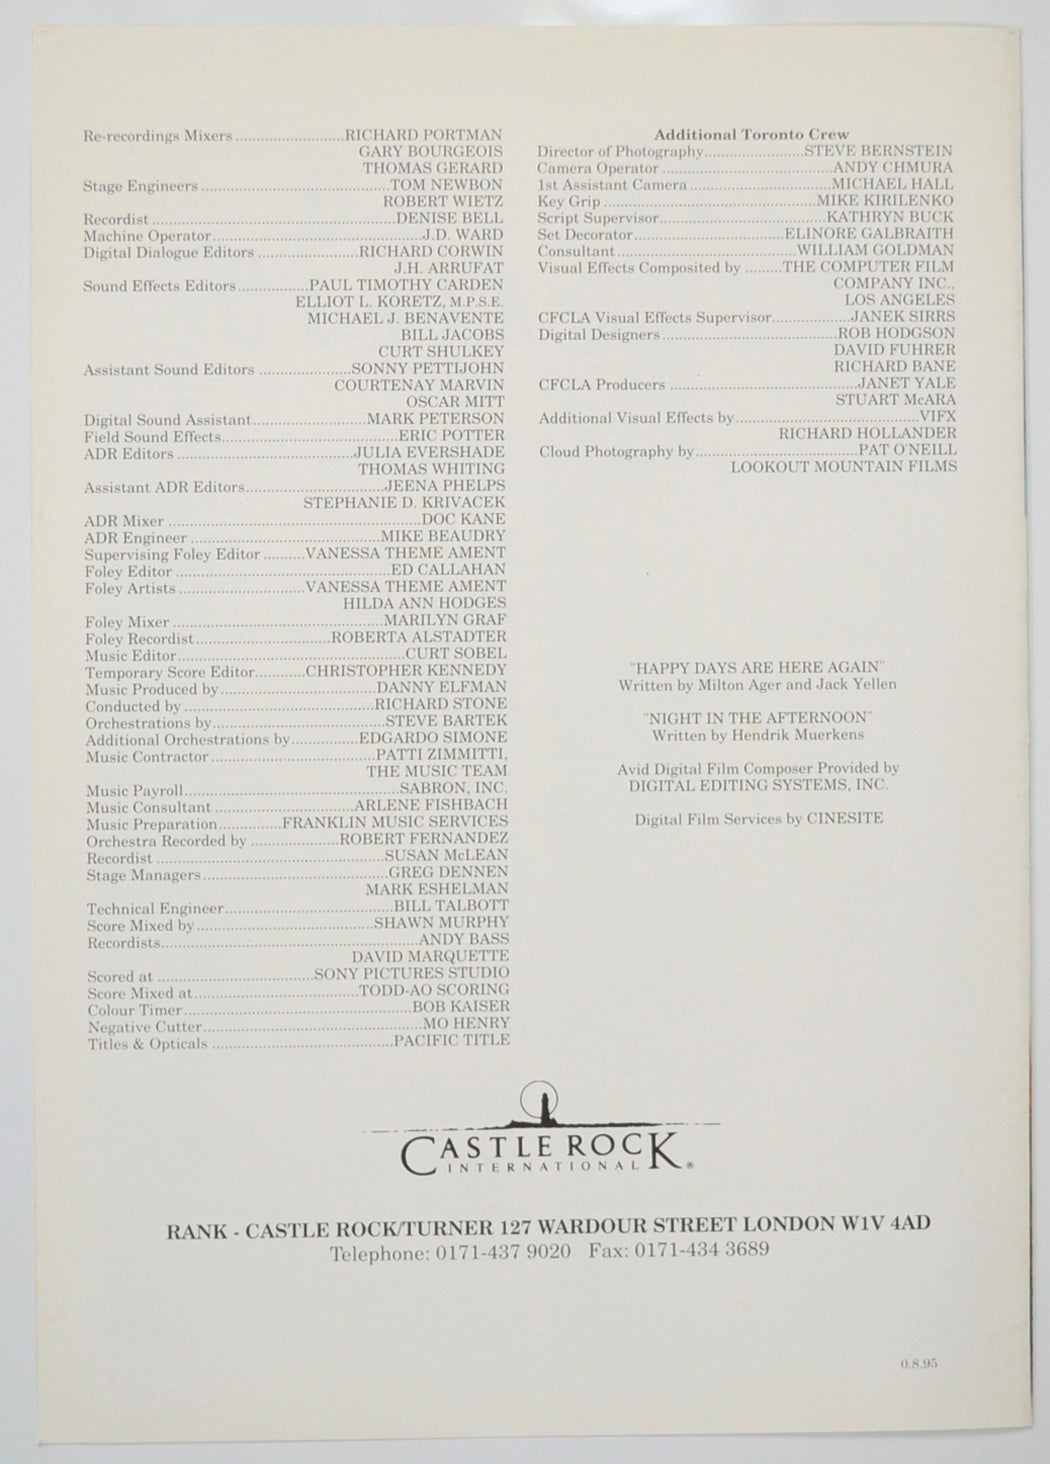 Re-recordings Mixers ..........................RICHARD PORTMAN
GARY BOURGEOIS
THOMAS GERARD
Stage Engineers .............................................TOM NEWBON
ROBERT WIETZ
Recordist ..........................................................DENISE BELL
Machine Operator..................................................J.D. WARD
Digital Dialogue Editors ........................RICHARD CORWIN
J.H. ARRUFAT
Sound Effects Editors.................PAUL TIMOTHY CARDEN
ELLIOT L. KORETZ, M.P.S.E.
MICHAEL J. BENAVENTE
BILL JACOBS
CURT SHULKEY
Assistant Sound Editors ......................SONNY PETTIJOHN
COURTENAY MARVIN
OSCAR MITT
Digital Sound Assistant...........................MARK PETERSON
Field Sound Effects..........................................ERIC POTTER
ADR Editors ..........................................JULIA EVERSHADE
THOMAS WHITING
Assistant ADR Editors.................................JEENA PHELPS
STEPHANIE D. KRIVACEK
ADR Mixer ............................................................DOC KANE
ADR Engineer .............................................MIKE BEAUDRY
Supervising Foley Editor ..........VANESSA THEME AMENT
Foley Editor ...................................................ED CALLAHAN
Foley Artists ..............................VANESSA THEME AMENT
HILDA ANN HODGES
Foley Mixer ..................................................MARILYN GRAF
Foley Recordist................................ROBERTA ALSTADTER
Music Editor......................................................CURT SOBEL
Temporary Score Editor............CHRISTOPHER KENNEDY
Music Produced by.....................................DANNY ELFMAN
Conducted by .............................................RICHARD STONE
Orchestrations by.........................................STEVE BARTEK
Additional Orchestrations by................EDGARDO SIMONE
Music Contractor .......................................PATTI ZIMMITTI,
THE MUSIC TEAM
Music Payroll...................................................SABRON, INC.
Music Consultant .................................ARLENE FISHBACH
Music Preparation...............FRANKLIN MUSIC SERVICES
Orchestra Recorded by .....................ROBERT FERNANDEZ
Recordist ......................................................SUSAN McLEAN
Stage Managers............................................GREG DENNEN
MARK ESHELMAN
Technical Engineer........................................BILL TALBOTT
Score Mixed by..........................................SHAWN MURPHY
Recordists.............................................................ANDY BASS
DAVID MARQUETTE
Scored at .....................................SONY PICTURES STUDIO
Score Mixed at.......................................TODD-AO SCORING
Colour Timer......................................................BOB KAISER
Negative Cutter....................................................MO HENRY
Titles & Opticals ...........................................PACIFIC TITLE
Additional Toronto Crew
Director of Photography........................STEVE BERNSTEIN
Camera Operator ........................................ANDY CHMURA
1st Assistant Camera .................................MICHAEL HALL
Key Grip ...................................................MIKE KIRILENKO
Script Supervisor........................................KATHRYN BUCK
Set Decorator....................................ELINORE GALBRAITH
Consultant..........................................WILLIAM GOLDMAN
Visual Effects Composited by .........THE COMPUTER FILM
COMPANY INC.,
LOS ANGELES
CFCLA Visual Effects Supervisor...................JANEK SIRRS
Digital Designers..........................................ROB HODGSON
DAVID FUHRER
RICHARD BANE
CFCLA Producers .............................................JANET YALE
STUART McARA
Additional Visual Effects by............................................VIFX
RICHARD HOLLANDER
Cloud Photography by.......................................PAT O'NEILL
LOOKOUT MOUNTAIN FILMS
"HAPPY DAYS ARE HERE AGAIN"
Written by Milton Ager and Jack Yellen
"NIGHT IN THE AFTERNOON"
Written by Hendrik Muerkens
Avid Digital Film Composer Provided by
DIGITAL EDITING SYSTEMS, INC.
Digital Film Services by CINESITE
CASTLE ROCK
INTERNATIONAL ®
RANK - CASTLE ROCK/TURNER 127 WARDOUR STREET LONDON W1V 4AD
Telephone: 0171-437 9020 Fax: 0171-434 3689
0.8.95